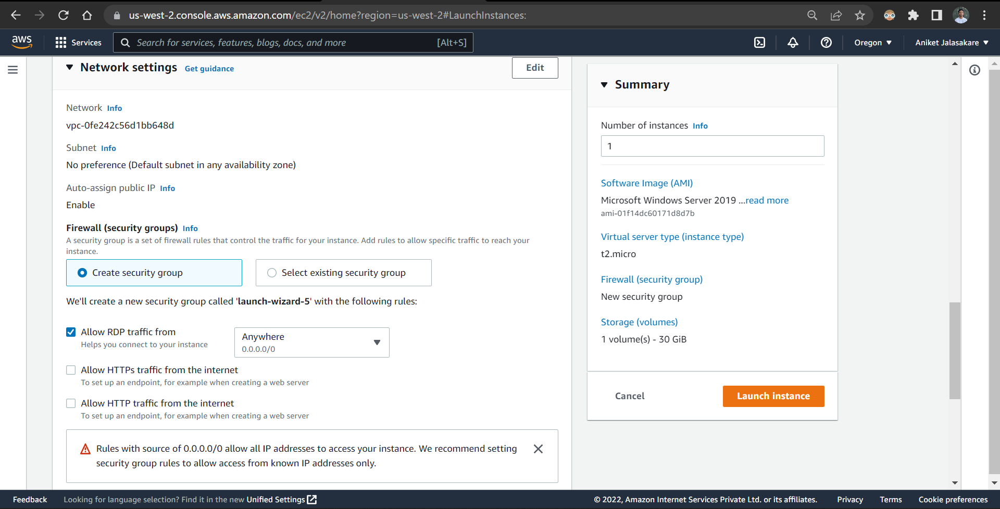 us-west-2.console.aws.amazon.com/ec2/v2/home?region=us-west-2#LaunchInstances:
aws
Services
Search for services, features, blogs, docs, and more
[Alt+S]
Oregon
Aniket Jalasakare
Network settings Get guidance
Edit
Network Info
vpc-0fe242c56d1bb648d
Subnet Info
No preference (Default subnet in any availability zone)
Auto-assign public IP Info
Enable
Firewall (security groups) Info
A security group is a set of firewall rules that control the traffic for your instance. Add rules to allow specific traffic to reach your
instance.
Create security group
Select existing security group
We'll create a new security group called 'launch-wizard-5' with the following rules:
Allow RDP traffic from
Helps you connect to your instance
Anywhere
0.0.0.0/0
Allow HTTPs traffic from the internet
To set up an endpoint, for example when creating a web server
Allow HTTP traffic from the internet
To set up an endpoint, for example when creating a web server
Rules with source of 0.0.0.0/0 allow all IP addresses to access your instance. We recommend setting
security group rules to allow access from known IP addresses only.
Summary
Number of instances Info
1
Software Image (AMI)
Microsoft Windows Server 2019 ...read more
ami-01f14dc60171d8d7b
Virtual server type (instance type)
t2.micro
Firewall (security group)
New security group
Storage (volumes)
1 volume(s) - 30 GiB
Cancel
Launch instance
Feedback
Looking for language selection? Find it in the new Unified Settings
© 2022, Amazon Internet Services Private Ltd. or its affiliates.
Privacy
Terms
Cookie preferences